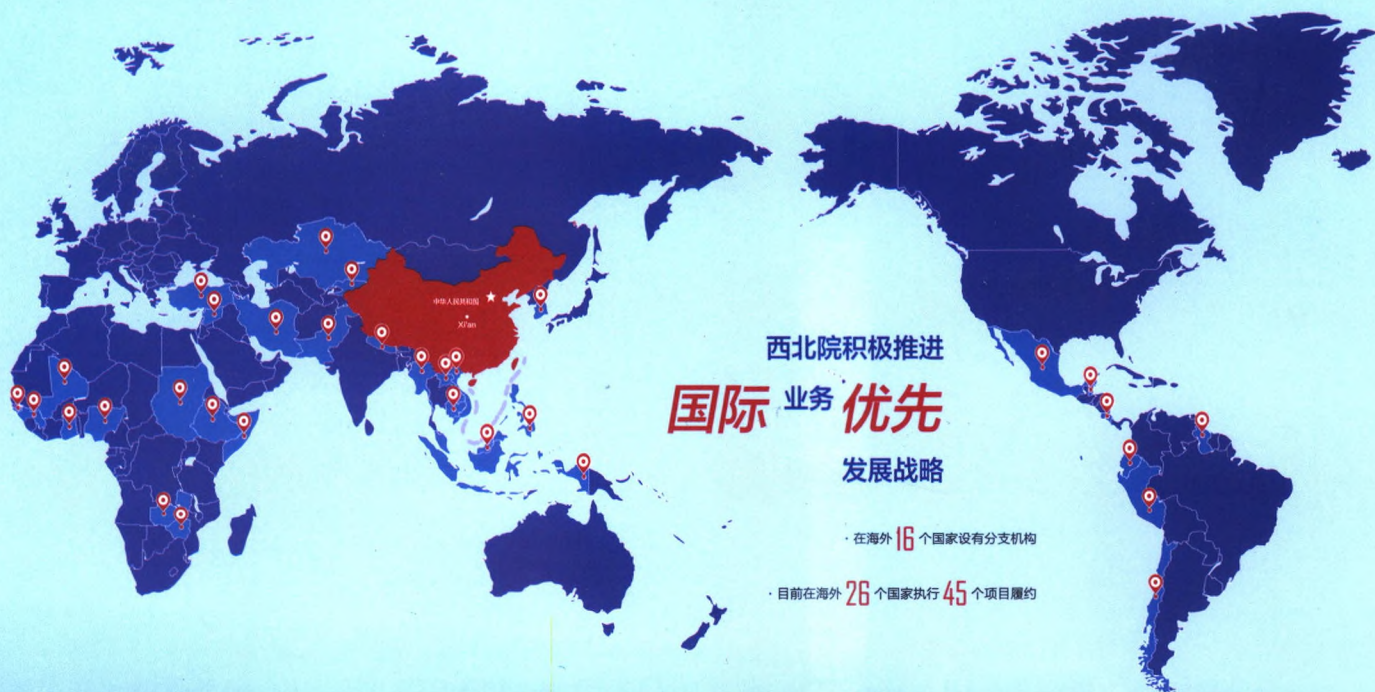 中华人民共和国
Xi'an
西北院积极推进
国际 业务 优先
发展战略
· 在海外 16 个国家设有分支机构
· 目前在海外 26 个国家执行 45 个项目履约